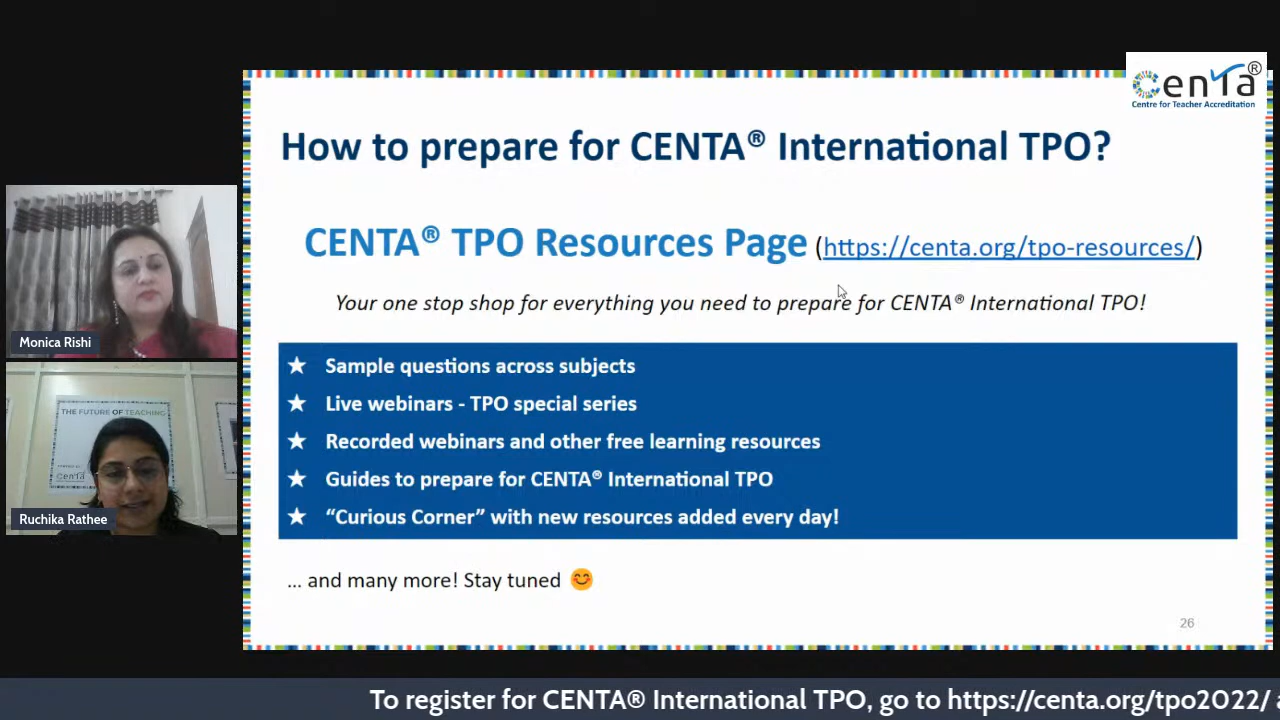 CENTA®
Centre for Teacher Accreditation
How to prepare for CENTA® International TPO?
CENTA® TPO Resources Page (https://centa.org/tpo-resources/)
Your one stop shop for everything you need to prepare for CENTA® International TPO!
★ Sample questions across subjects
★ Live webinars - TPO special series
★ Recorded webinars and other free learning resources
★ Guides to prepare for CENTA® International TPO
★ “Curious Corner” with new resources added every day!
... and many more! Stay tuned 😊
26
Monica Rishi
THE FUTURE OF TEACHING
CENTA
Ruchika Rathee
To register for CENTA® International TPO, go to https://centa.org/tpo2022/ a